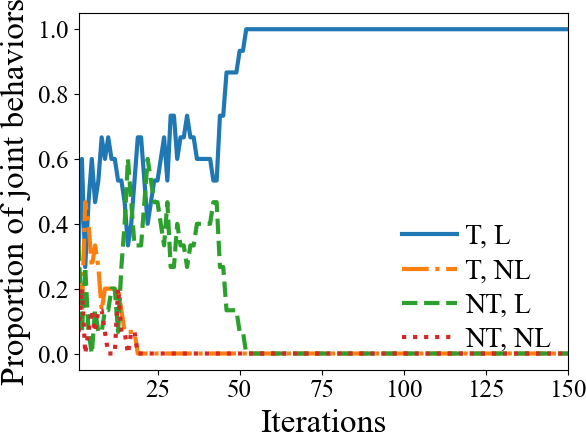 Proportion of joint behaviors
1.0
0.8
0.6
0.4
0.2
0.0
T, L
T, NL
NT, L
NT, NL
25 50 75 100 125 150
Iterations